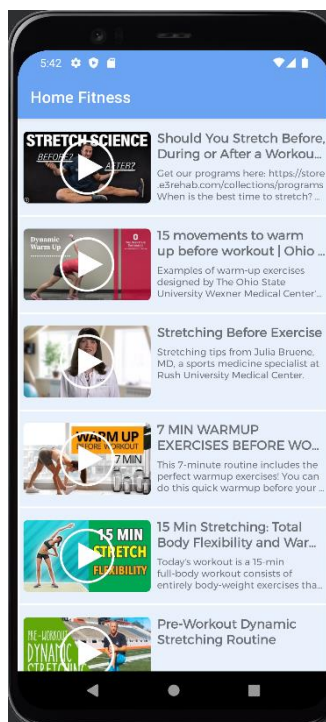 5:42
Home Fitness
STRETCH SCIENCE
BEFORE?
AFTER?
Should You Stretch Before,
During or After a Workou...
Get our programs here: https://store
.e3rehab.com/collections/programs
When is the best time to stretch? ...
Dynamic
Warm Up
15 movements to warm
up before workout | Ohio ...
Examples of warm-up exercises
designed by The Ohio State
University Wexner Medical Center'...
Stretching Before Exercise
Stretching tips from Julia Bruene,
MD, a sports medicine specialist at
Rush University Medical Center.
WARM UP
BEFORE WORKOUT
7 MIN
7 MIN WARMUP
EXERCISES BEFORE WO...
This 7-minute routine includes the
perfect warmup exercises! You can
do this quick warmup before your ...
15 MIN
STRETCH
FLEXIBILITY
15 Min Stretching: Total
Body Flexibility and War...
Today's workout is a 15-min
full-body workout consists of
entirely body-weight exercises tha...
PRE-WORKOUT
DYNAMIC
STRETCHING
Pre-Workout Dynamic
Stretching Routine